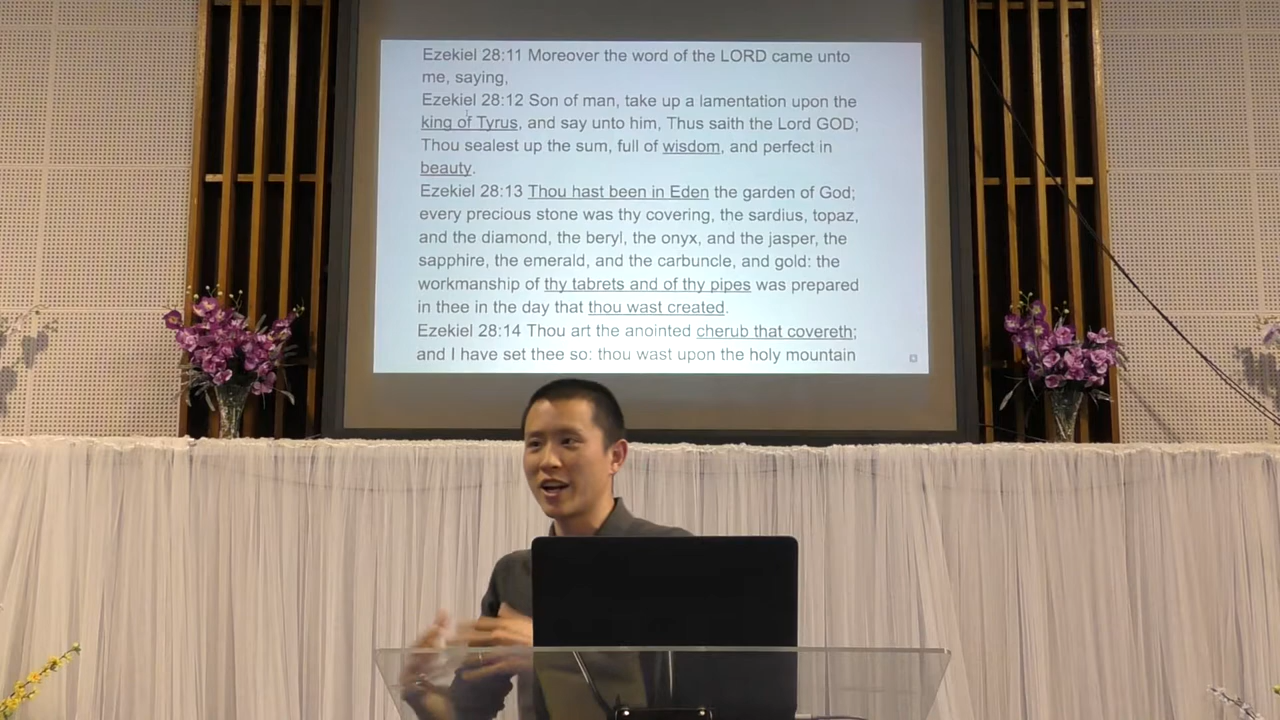 Ezekiel 28:11 Moreover the word of the LORD came unto
me, saying,
Ezekiel 28:12 Son of man, take up a lamentation upon the
king of Tyrus, and say unto him, Thus saith the Lord GOD;
Thou sealest up the sum, full of wisdom, and perfect in
beauty.
Ezekiel 28:13 Thou hast been in Eden the garden of God;
every precious stone was thy covering, the sardius, topaz,
and the diamond, the beryl, the onyx, and the jasper, the
sapphire, the emerald, and the carbuncle, and gold: the
workmanship of thy tabrets and of thy pipes was prepared
in thee in the day that thou wast created.
Ezekiel 28:14 Thou art the anointed cherub that covereth;
and I have set thee so: thou wast upon the holy mountain